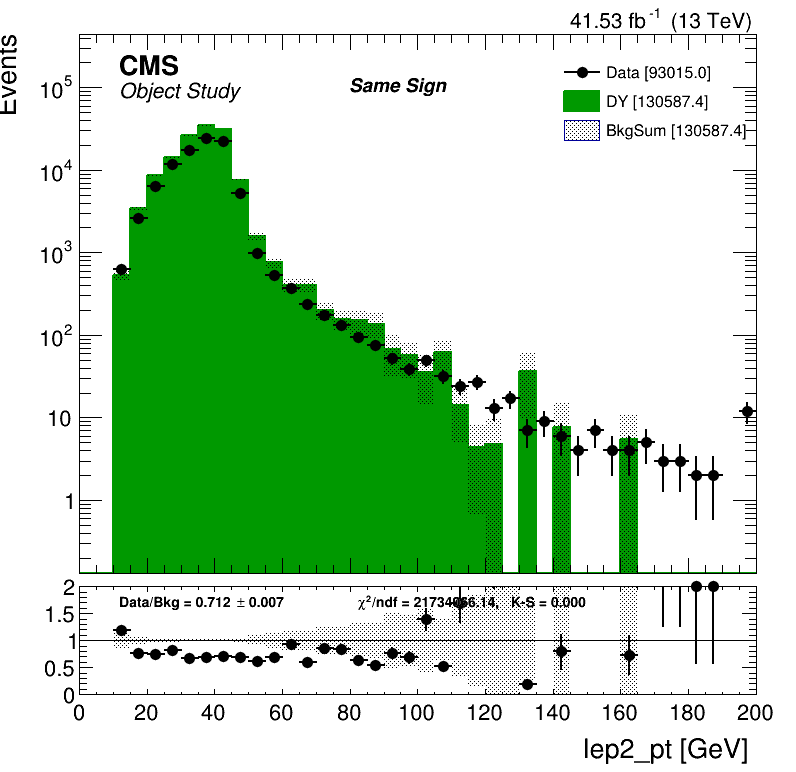 41.53 fb-1 (13 TeV)
Events
CMS
Object Study
Same Sign
Data [93015.0]
DY [130587.4]
BkgSum [130587.4]
10^5
10^4
10^3
10^2
10
1
Data/Bkg = 0.712 ± 0.007
χ2/ndf = 217340
2
1.5
1
0.5
0
0 20 40 60 80 100 120 140 160 180 200
lep2_pt [GeV]